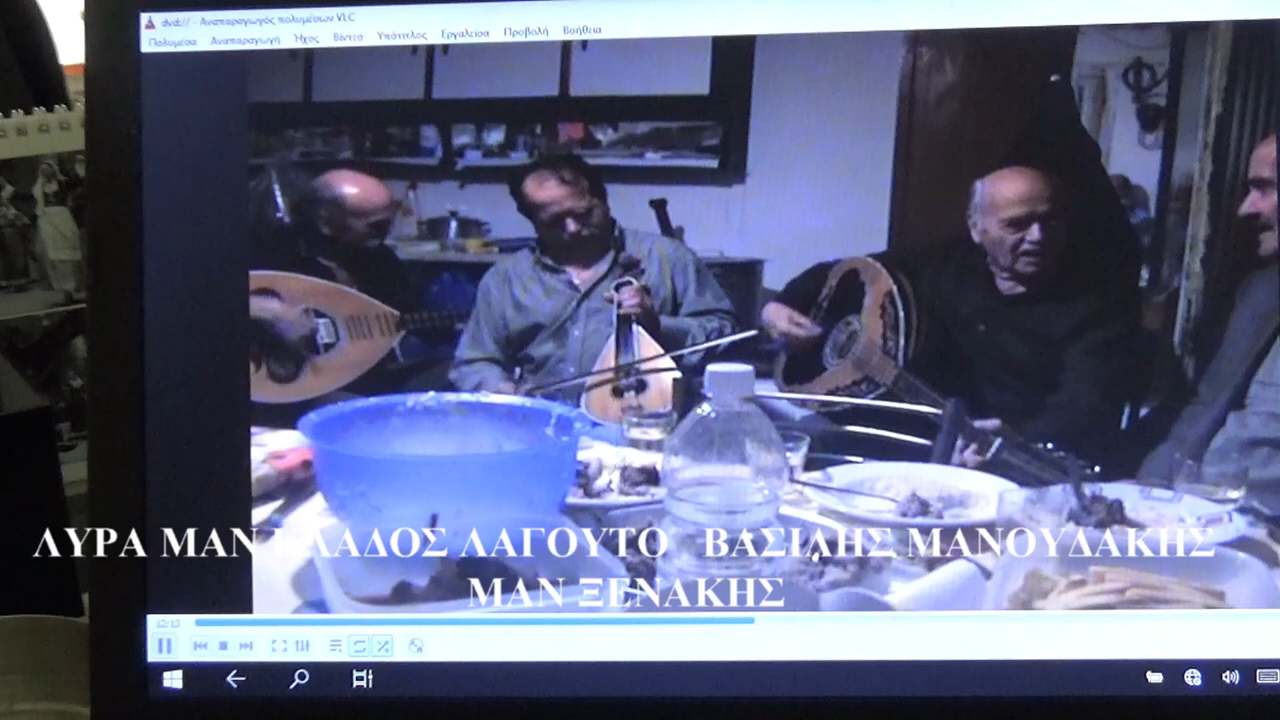 dvd:// - Αναπαραγωγός πολυμέσων VLC
Πολυμέσα Αναπαραγωγή Ήχος Βίντεο Υπότιτλος Εργαλεία Προβολή Βοήθεια
ΛΥΡΑ ΜΑΝ ΚΛΑΔΟΣ ΛΑΓΟΥΤΟ ΒΑΣΙΛΗΣ ΜΑΝΟΥΔΑΚΗΣ
ΜΑΝ ΞΕΝΑΚΗΣ